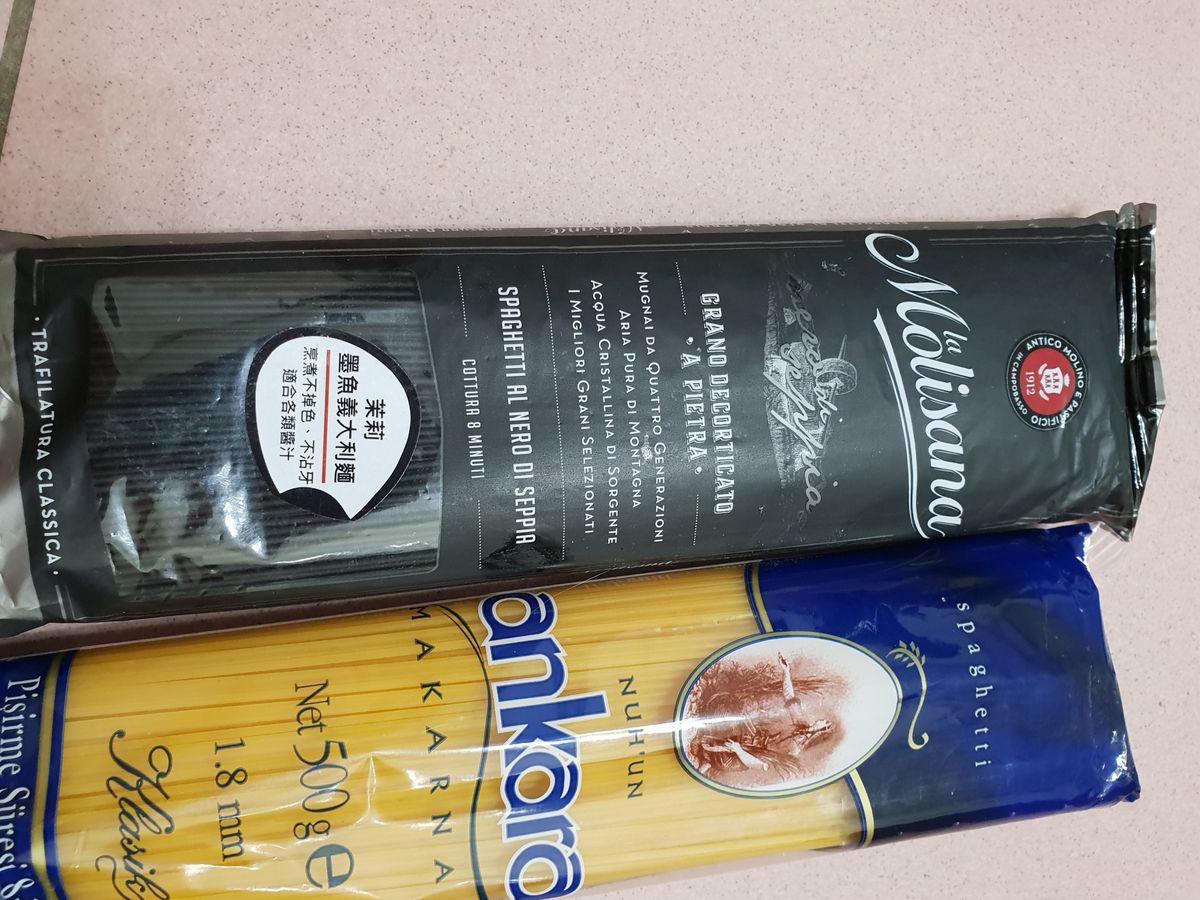 ANTICO MOLINO E PASTIFICIO
IN CAMPOBASSO
1912
la
Molisana
GRANO DECORTICATO
"A PIETRA"
MUGNAI DA QUATTRO GENERAZIONI
ARIA PURA DI MONTAGNA
ACQUA CRISTALLINA DI SORGENTE
I MIGLIORI GRANI SELEZIONATI
SPAGHETTI AL NERO DI SEPPIA
COTTURA 8 MINUTI
茉莉
墨魚義大利麵
烹煮不掉色、不沾牙
適合各類醬汁
· TRAFILATURA CLASSICA ·
spaghetti
NUH'UN
ankara
MAKARNA
Net 500 g e
1.8 mm
Klasik
Pişirme Süresi 8